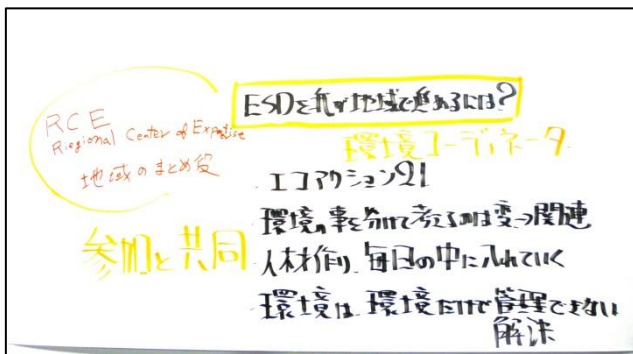 ESDを我が地域で進めるには?
RCE
Riegional Center of Expertise
地域のまとめ役
環境コーディネータ
・エコアクション21
環境の事を分けて考えるのは変っ関連
参加と共同
人材作り 毎日の中に入れていく
環境は 環境だけで管理できない
解決